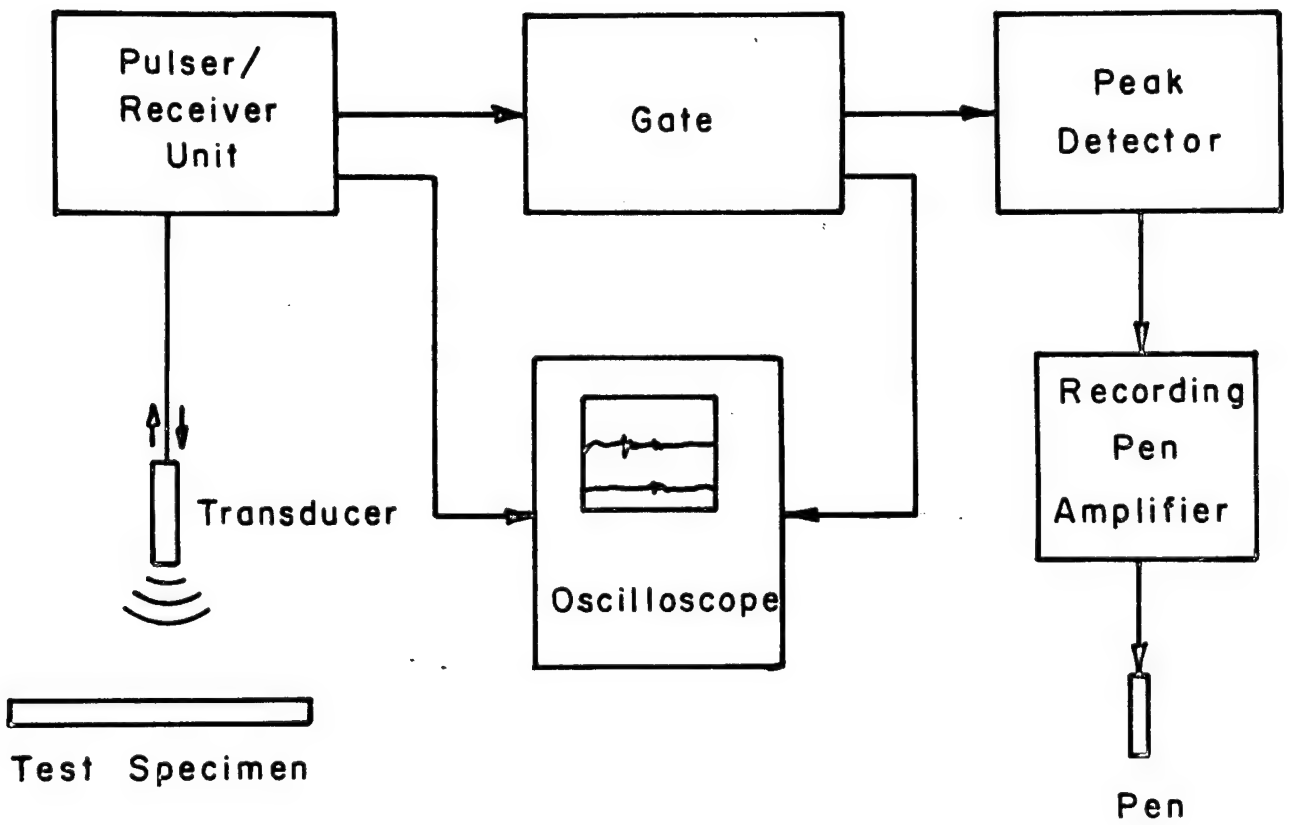 Pulser/
Receiver
Unit
Gate
Peak
Detector
Transducer
Oscilloscope
Recording
Pen
Amplifier
Test Specimen
Pen